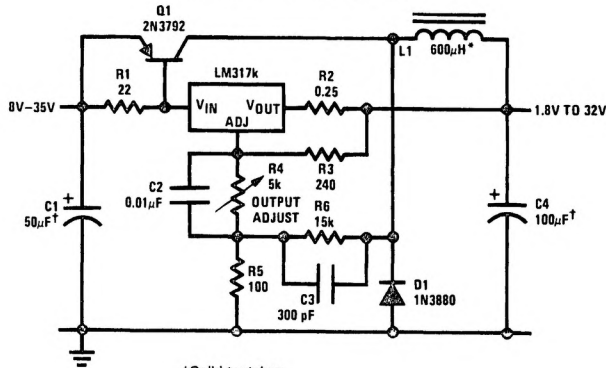 Q1
2N3792
L1
600μH*
R1
22
LM317k
VIN
VOUT
ADJ
R2
0.25
8V–35V
1.8V TO 32V
R3
240
R4
5k
OUTPUT
ADJUST
C2
0.01μF
C1
50μF†
+
R6
15k
+
C4
100μF†
R5
100
C3
300 pF
D1
1N3880